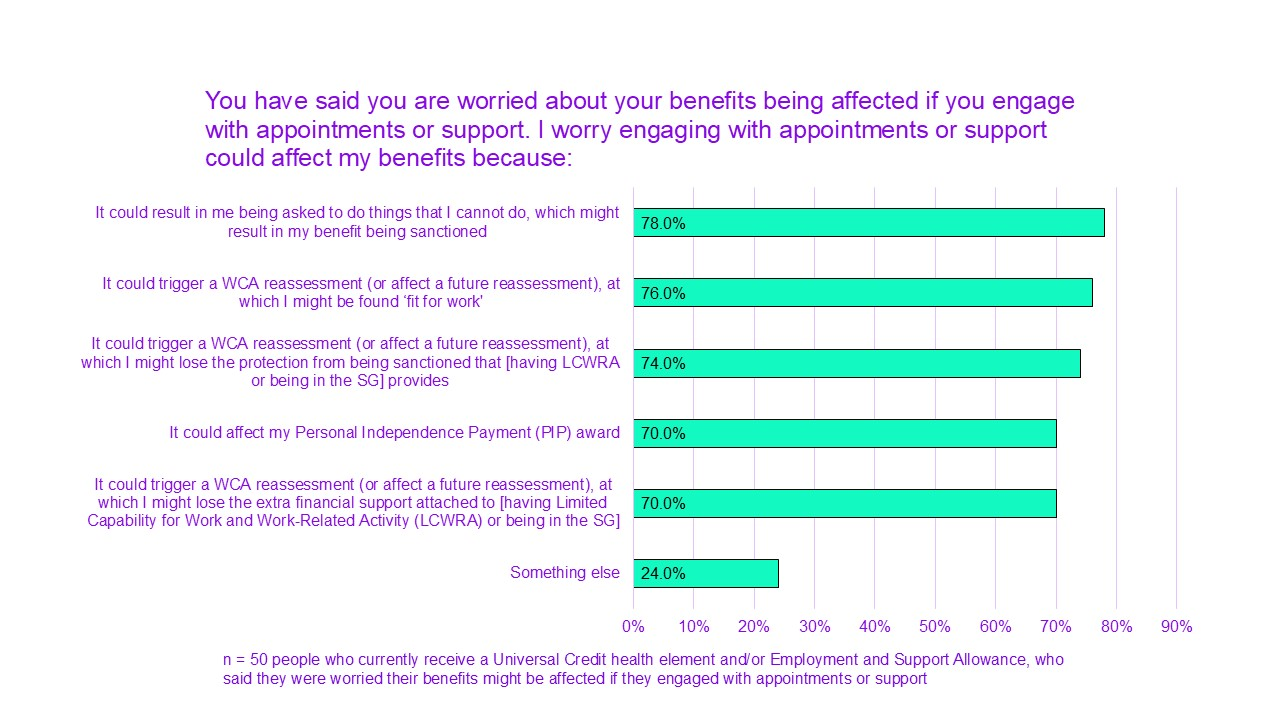 You have said you are worried about your benefits being affected if you engage
with appointments or support. I worry engaging with appointments or support
could affect my benefits because:
It could result in me being asked to do things that I cannot do, which might
result in my benefit being sanctioned
78.0%
It could trigger a WCA reassessment (or affect a future reassessment), at
which I might be found ‘fit for work'
76.0%
It could trigger a WCA reassessment (or affect a future reassessment), at
which I might lose the protection from being sanctioned that [having LCWRA
or being in the SG] provides
74.0%
It could affect my Personal Independence Payment (PIP) award
70.0%
It could trigger a WCA reassessment (or affect a future reassessment), at
which I might lose the extra financial support attached to [having Limited
Capability for Work and Work-Related Activity (LCWRA) or being in the SG]
70.0%
Something else
24.0%
0% 10% 20% 30% 40% 50% 60% 70% 80% 90%
n = 50 people who currently receive a Universal Credit health element and/or Employment and Support Allowance, who
said they were worried their benefits might be affected if they engaged with appointments or support